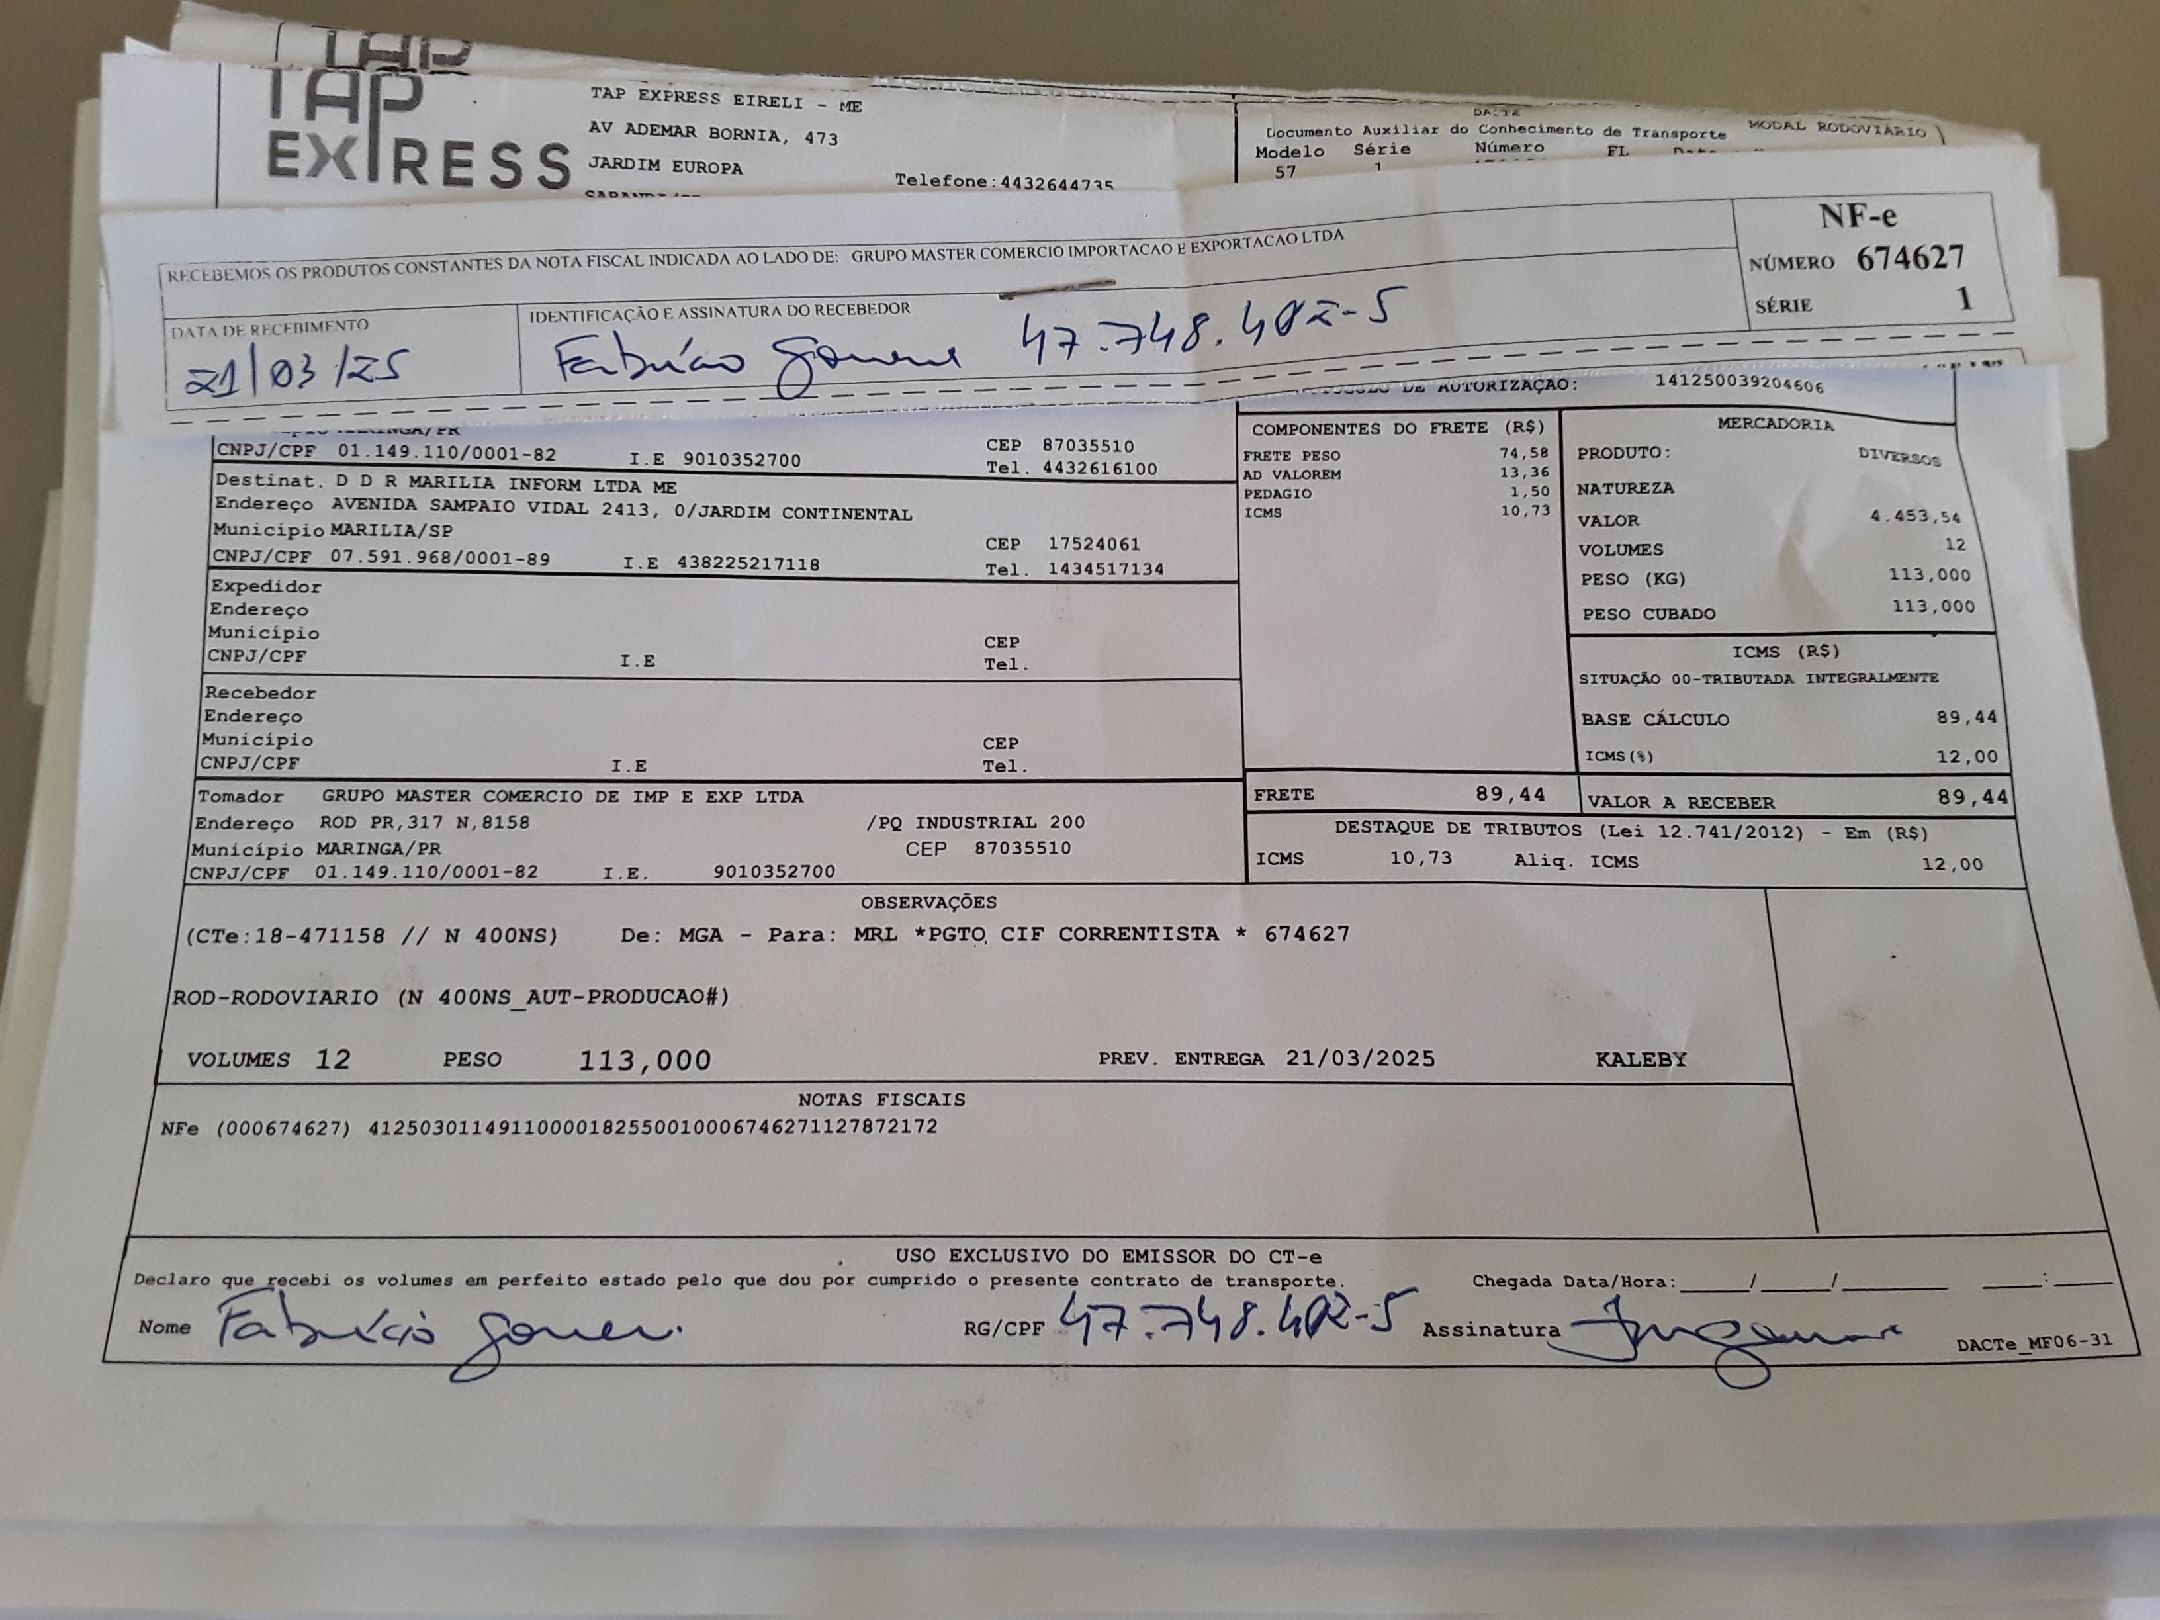 TAP
TAP EXPRESS
TAP EXPRESS EIRELI - ME
AV ADEMAR BORNIA, 473
JARDIM EUROPA
Telefone:4432644735
DACTE
Documento Auxiliar do Conhecimento de Transporte MODAL RODOVIÁRIO
Modelo Série Número FL
57 1
RECEBEMOS OS PRODUTOS CONSTANTES DA NOTA FISCAL INDICADA AO LADO DE: GRUPO MASTER COMERCIO IMPORTACAO E EXPORTACAO LTDA
NF-e
NÚMERO 674627
SÉRIE 1
DATA DE RECEBIMENTO
21/03/25
IDENTIFICAÇÃO E ASSINATURA DO RECEBEDOR
Fabrício 47.748.402-5
DE AUTORIZAÇÃO: 141250039204606
CNPJ/CPF 01.149.110/0001-82 I.E 9010352700
CEP 87035510
Tel. 4432616100
Destinat. D D R MARILIA INFORM LTDA ME
Endereço AVENIDA SAMPAIO VIDAL 2413, 0/JARDIM CONTINENTAL
Município MARILIA/SP CEP 17524061
CNPJ/CPF 07.591.968/0001-89 I.E 438225217118 Tel. 1434517134
Expedidor
Endereço
Município CEP
CNPJ/CPF I.E Tel.
Recebedor
Endereço
Município CEP
CNPJ/CPF I.E Tel.
Tomador GRUPO MASTER COMERCIO DE IMP E EXP LTDA
Endereço ROD PR,317 N,8158 /PQ INDUSTRIAL 200
Município MARINGA/PR CEP 87035510
CNPJ/CPF 01.149.110/0001-82 I.E. 9010352700
COMPONENTES DO FRETE (R$)
FRETE PESO 74,58
AD VALOREM 13,36
PEDAGIO 1,50
ICMS 10,73
MERCADORIA
PRODUTO: DIVERSOS
NATUREZA
VALOR 4.453,54
VOLUMES 12
PESO (KG) 113,000
PESO CUBADO 113,000
ICMS (R$)
SITUAÇÃO 00-TRIBUTADA INTEGRALMENTE
BASE CÁLCULO 89,44
ICMS(%) 12,00
FRETE 89,44 VALOR A RECEBER 89,44
DESTAQUE DE TRIBUTOS (Lei 12.741/2012) - Em (R$)
ICMS 10,73 Aliq. ICMS 12,00
OBSERVAÇÕES
(CTe:18-471158 // N 400NS) De: MGA - Para: MRL *PGTO CIF CORRENTISTA * 674627
ROD-RODOVIARIO (N 400NS_AUT-PRODUCAO#)
VOLUMES 12 PESO 113,000 PREV. ENTREGA 21/03/2025 KALEBY
NOTAS FISCAIS
NFe (000674627) 41250301149110000182550010006746271127872172
USO EXCLUSIVO DO EMISSOR DO CT-e
Declaro que recebi os volumes em perfeito estado pelo que dou por cumprido o presente contrato de transporte. Chegada Data/Hora:____/____/____ ____:____
Nome Fabrício RG/CPF 47.748.402-5 Assinatura
DACTe_MF06-31